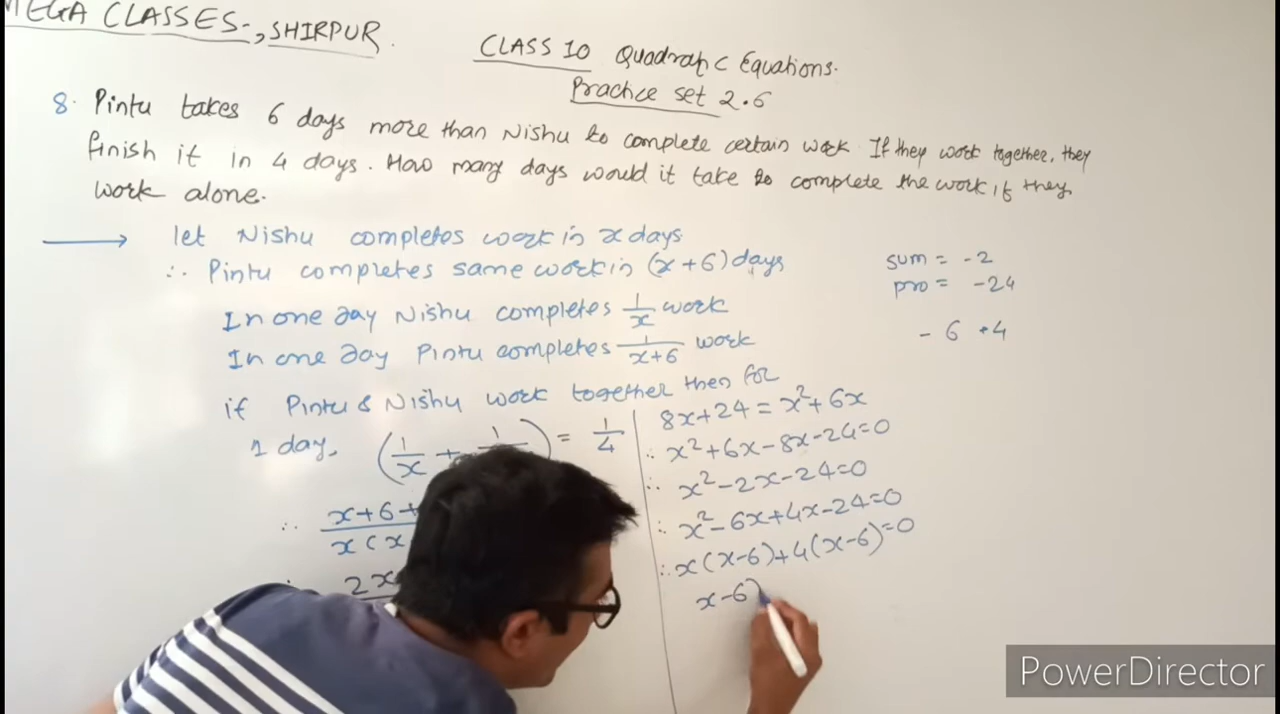 MEGA CLASSES-, SHIRPUR.
CLASS 10 Quadratic Equations.
Practice set 2.6
8. Pintu takes 6 days more than Nishu to complete certain work. If they work together, they
finish it in 4 days. How many days would it take to complete the work if they
work alone.
let Nishu completes work in x days
∴ Pintu completes same work in (x+6) days
In one day Nishu completes 1/x work
In one day Pintu completes 1/(x+6) work
if Pintu & Nishu work together then for
1 day, (1/x + 1/ ) = 1/4
∴ x+6+
x(x
2x
sum = -2
pro = -24
- 6 +4
8x+24 = x²+6x
∴ x²+6x-8x-24=0
∴ x²-2x-24=0
∴ x²-6x+4x-24=0
∴ x(x-6)+4(x-6)=0
x-6)
PowerDirector